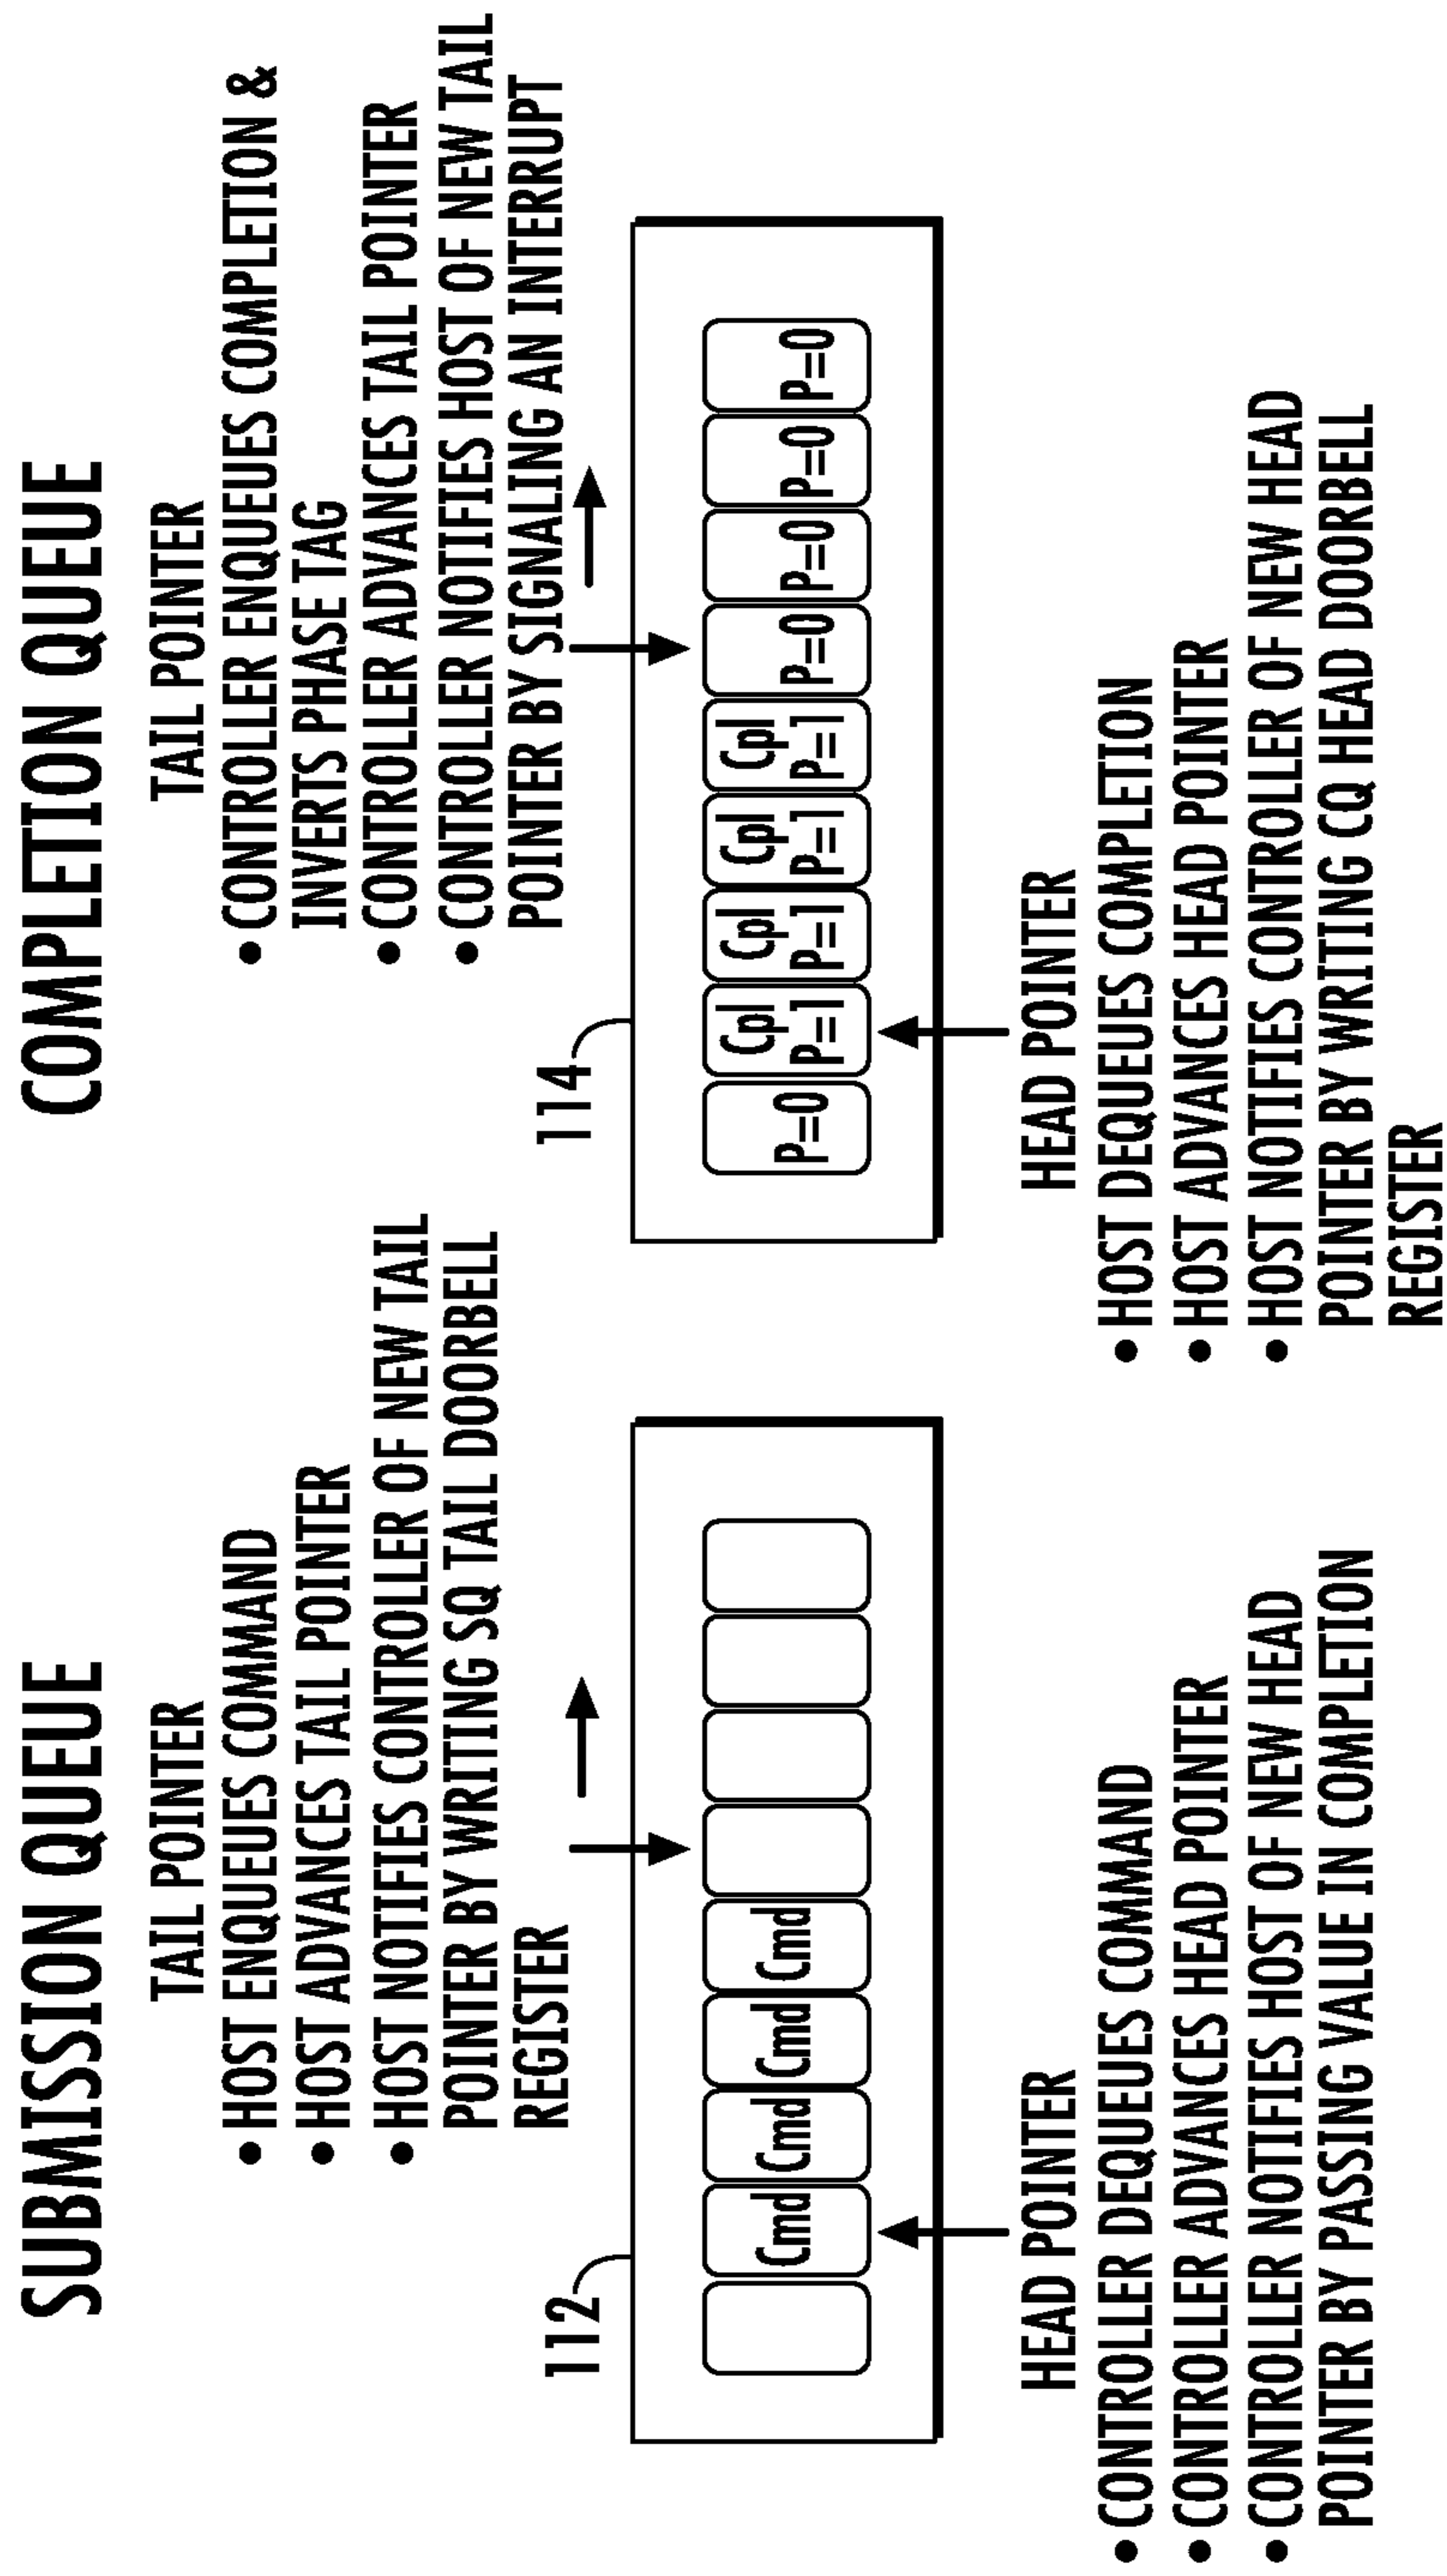 SUBMISSION QUEUE
TAIL POINTER
• HOST ENQUEUES COMMAND
• HOST ADVANCES TAIL POINTER
• HOST NOTIFIES CONTROLLER OF NEW TAIL
POINTER BY WRITING SQ TAIL DOORBELL
REGISTER
112
Cmd Cmd Cmd Cmd
HEAD POINTER
• CONTROLLER DEQUEUES COMMAND
• CONTROLLER ADVANCES HEAD POINTER
• CONTROLLER NOTIFIES HOST OF NEW HEAD
POINTER BY PASSING VALUE IN COMPLETION
COMPLETION QUEUE
TAIL POINTER
• CONTROLLER ENQUEUES COMPLETION &
INVERTS PHASE TAG
• CONTROLLER ADVANCES TAIL POINTER
• CONTROLLER NOTIFIES HOST OF NEW TAIL
POINTER BY SIGNALING AN INTERRUPT
114
Cpl Cpl Cpl Cpl
P=0 P=1 P=1 P=1 P=1 P=0 P=0 P=0 P=0
HEAD POINTER
• HOST DEQUEUES COMPLETION
• HOST ADVANCES HEAD POINTER
• HOST NOTIFIES CONTROLLER OF NEW HEAD
POINTER BY WRITING CQ HEAD DOORBELL
REGISTER